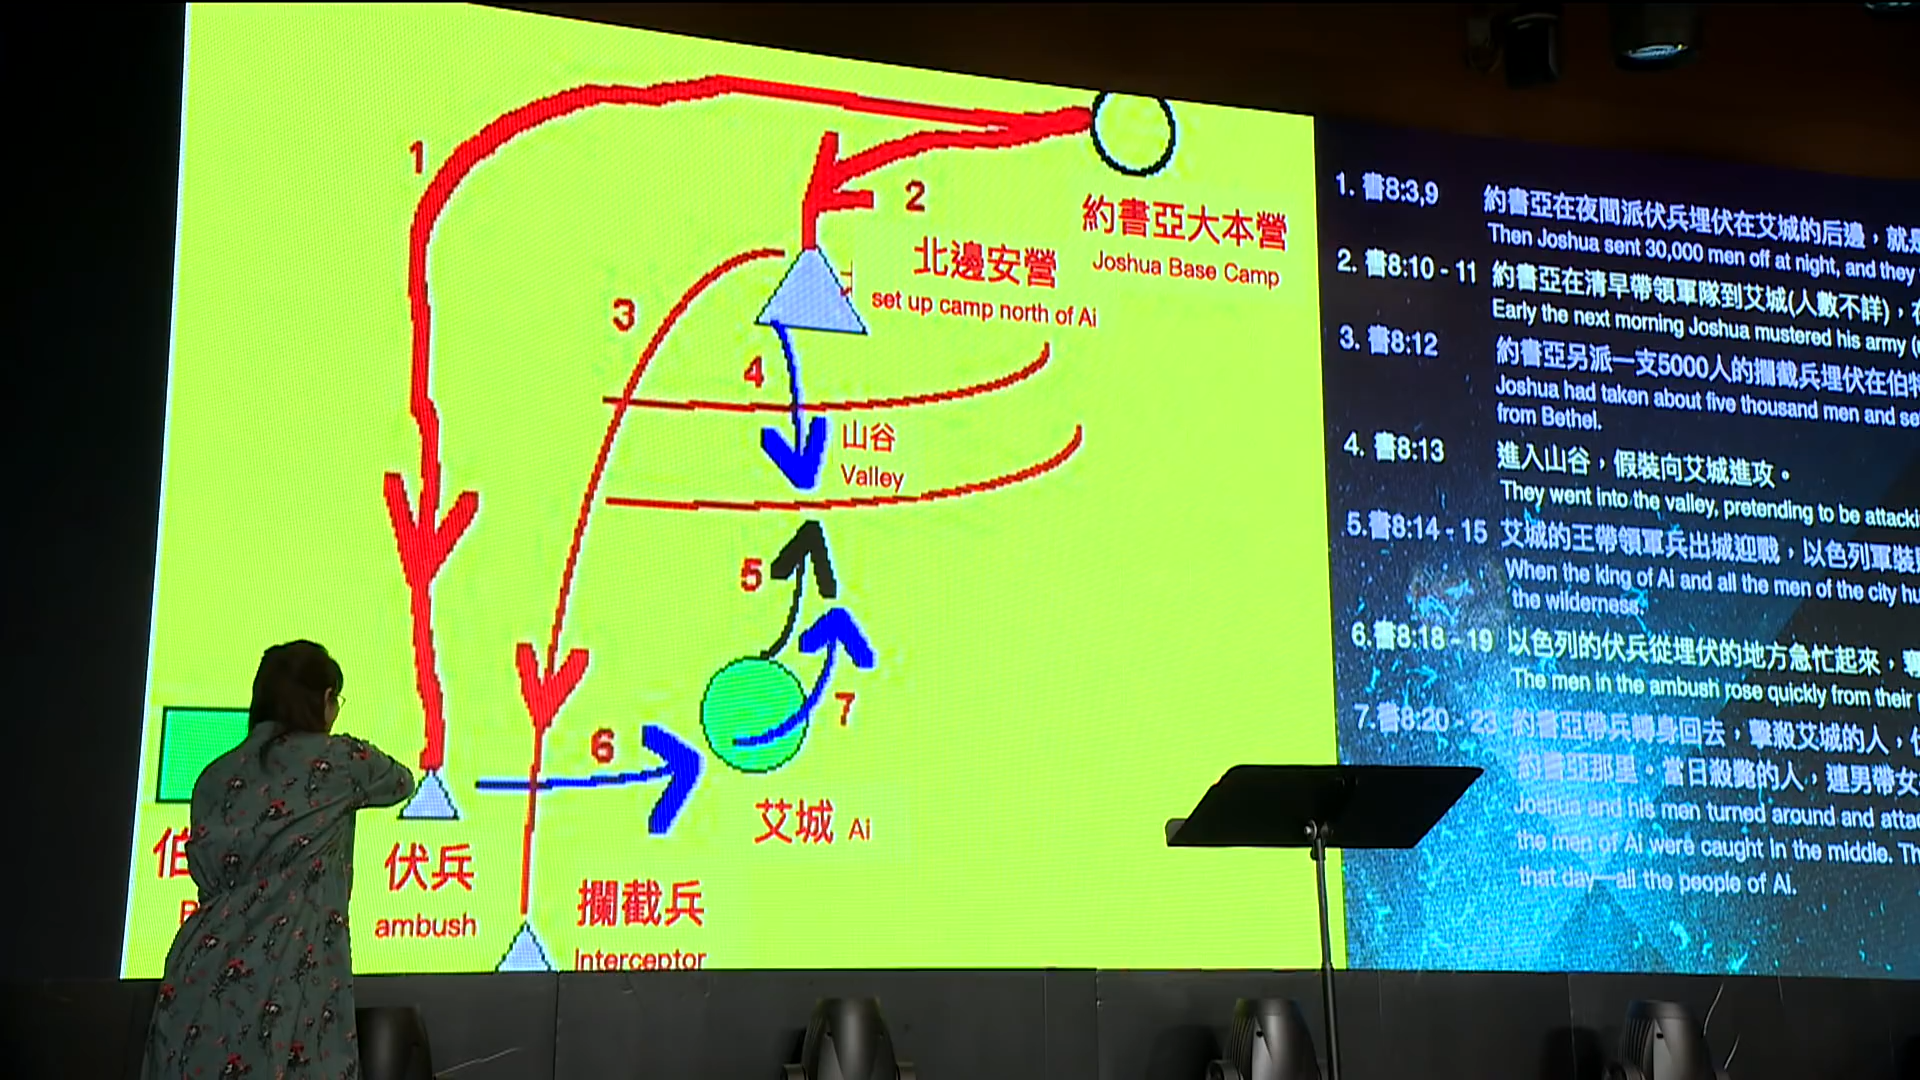 1
2
約書亞大本營
Joshua Base Camp
北邊安營
set up camp north of Ai
3
4
山谷
Valley
5
7
6
艾城 Ai
伯
伏兵
ambush
攔截兵
Interceptor
1. 書8:3,9 約書亞在夜間派伏兵埋伏在艾城的后邊，就是
Then Joshua sent 30,000 men off at night, and they
2. 書8:10 - 11 約書亞在清早帶領軍隊到艾城(人數不詳)，在
Early the next morning Joshua mustered his army
3. 書8:12 約書亞另派一支5000人的攔截兵埋伏在伯特
Joshua had taken about five thousand men and se
from Bethel.
4. 書8:13 進入山谷，假裝向艾城進攻。
They went into the valley, pretending to be attacki
5.書8:14 - 15 艾城的王帶領軍兵出城迎戰，以色列軍裝
When the king of Ai and all the men of the city hu
the wilderness.
6.書8:18 - 19 以色列的伏兵從埋伏的地方急忙起來，奪
The men in the ambush rose quickly from their
7.書8:20 - 23 約書亞帶兵轉身回去，擊殺艾城的人，
約書亞那里。當日殺斃的人，連男帶女
Joshua and his men turned around and attac
the men of Ai were caught in the middle. Th
that day—all the people of Ai.